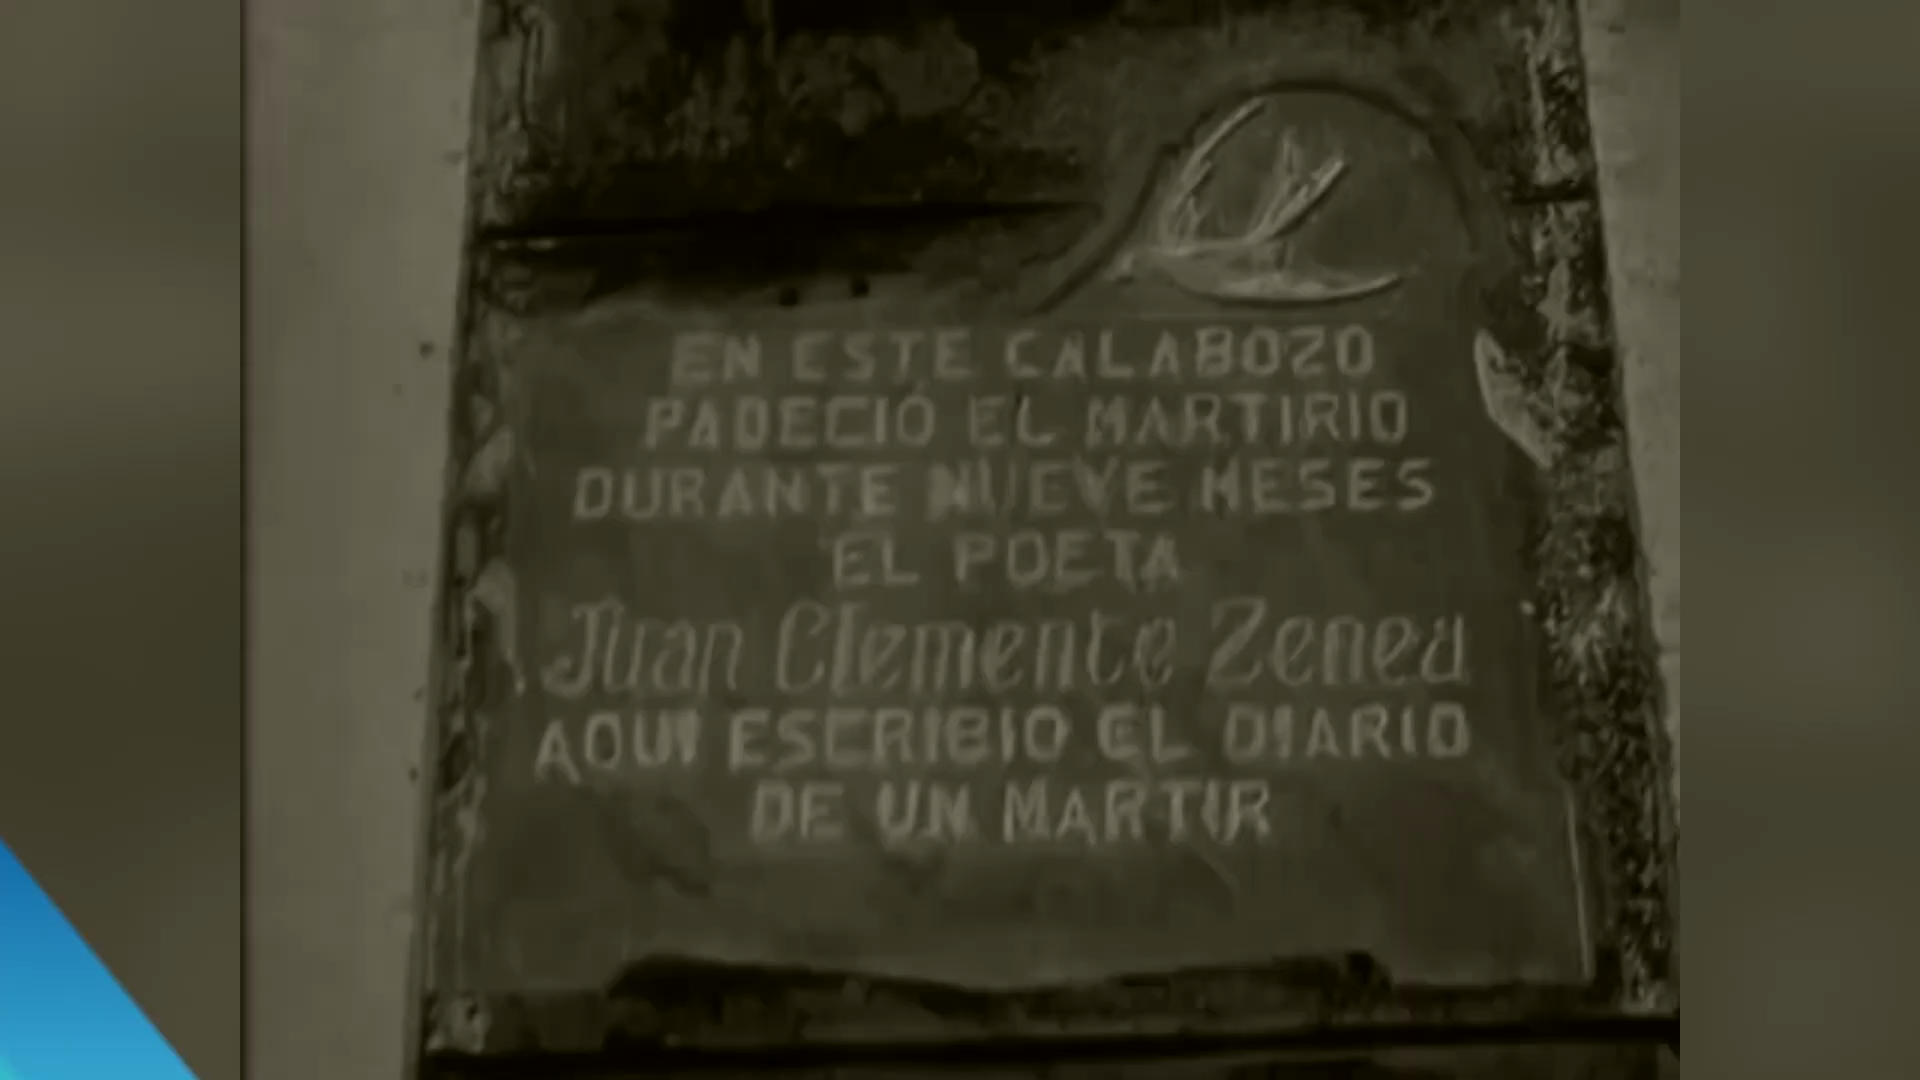 EN ESTE CALABOZO
PADECIÓ EL MARTIRIO
DURANTE NUEVE MESES
EL POETA
Juan Clemente Zenea
AQUI ESCRIBIO EL DIARIO
DE UN MARTIR